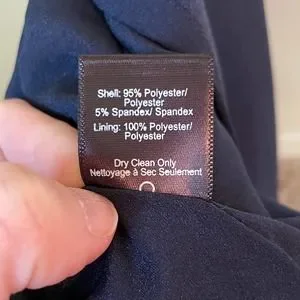 Shell: 95% Polyester/
Polyester
5% Spandex/ Spandex
Lining: 100% Polyester/
Polyester
Dry Clean Only
Nettoyage à Sec Seulement